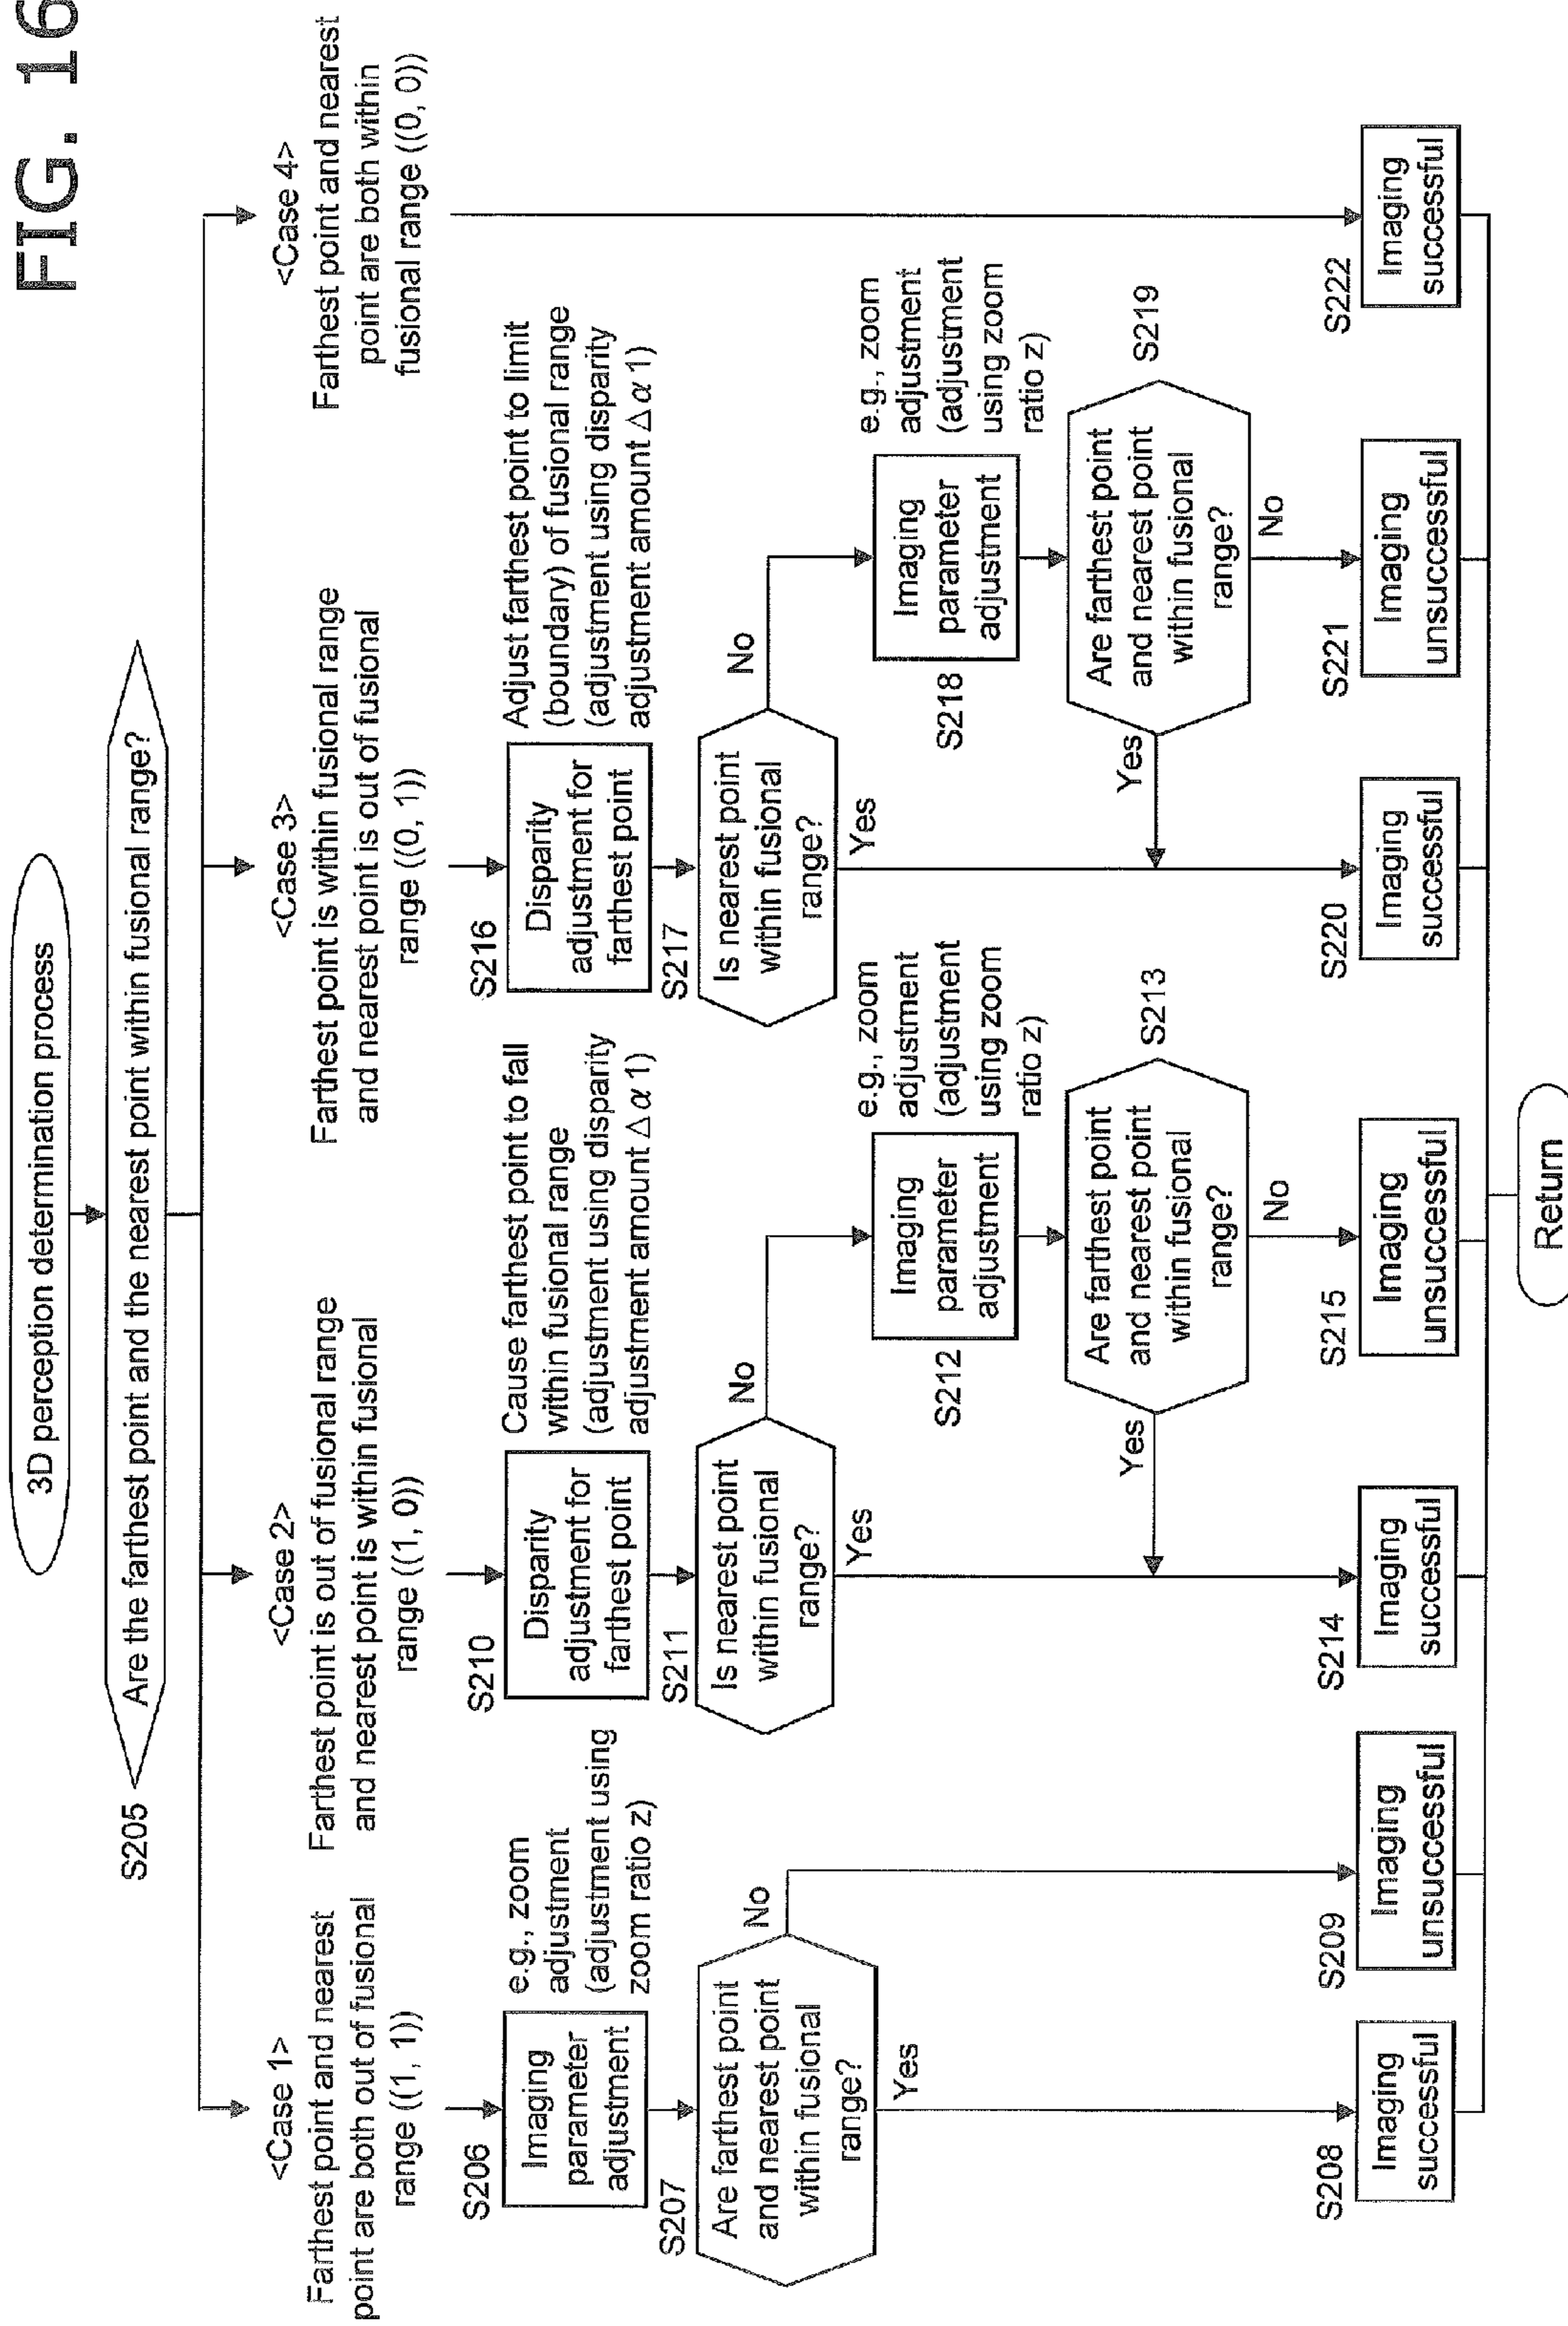 FIG. 16
3D perception determination process
S205
Are the farthest point and the nearest point within fusional range?
<Case 1>
Farthest point and nearest
point are both out of fusional
range ((1, 1))
S206
Imaging
parameter
adjustment
e.g., zoom
adjustment
(adjustment using
zoom ratio z)
S207
Are farthest point
and nearest point
within fusional
range?
No
Yes
S208
Imaging
successful
S209
Imaging
unsuccessful
<Case 2>
Farthest point is out of fusional range
and nearest point is within fusional
range ((1, 0))
S210
Disparity
adjustment for
farthest point
Cause farthest point to fall
within fusional range
(adjustment using disparity
adjustment amount Δα1)
S211
Is nearest point
within fusional
range?
No
Yes
S212
Imaging
parameter
adjustment
e.g., zoom
adjustment
(adjustment
using zoom
ratio z)
S213
Are farthest point
and nearest point
within fusional
range?
Yes
No
S214
Imaging
successful
S215
Imaging
unsuccessful
<Case 3>
Farthest point is within fusional range
and nearest point is out of fusional
range ((0, 1))
S216
Disparity
adjustment for
farthest point
Adjust farthest point to limit
(boundary) of fusional range
(adjustment using disparity
adjustment amount Δα1)
S217
Is nearest point
within fusional
range?
No
Yes
S218
Imaging
parameter
adjustment
e.g., zoom
adjustment
(adjustment
using zoom
ratio z)
S219
Are farthest point
and nearest point
within fusional
range?
Yes
No
S220
Imaging
successful
S221
Imaging
unsuccessful
<Case 4>
Farthest point and nearest
point are both within
fusional range ((0, 0))
S222
Imaging
successful
Return